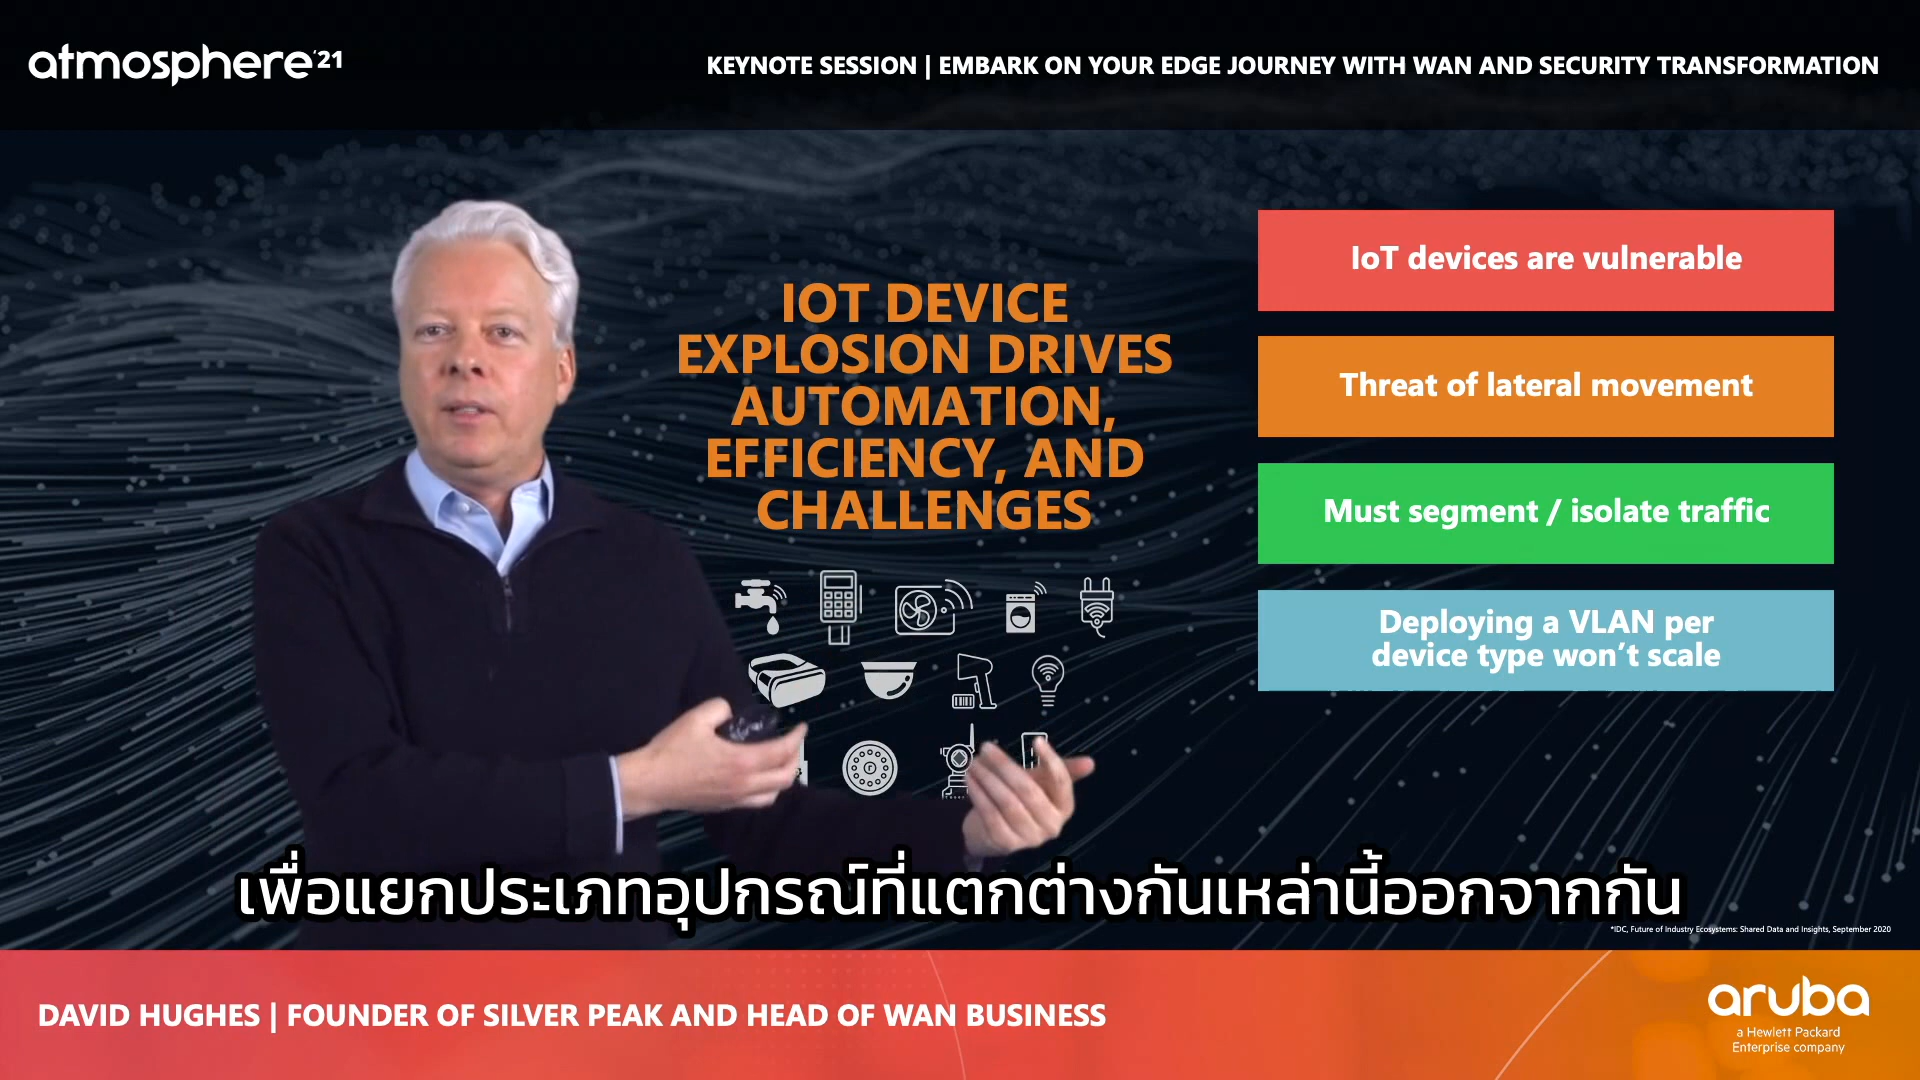 atmosphere'21
KEYNOTE SESSION | EMBARK ON YOUR EDGE JOURNEY WITH WAN AND SECURITY TRANSFORMATION
IOT DEVICE
EXPLOSION DRIVES
AUTOMATION,
EFFICIENCY, AND
CHALLENGES
IoT devices are vulnerable
Threat of lateral movement
Must segment / isolate traffic
Deploying a VLAN per
device type won't scale
เพื่อแยกประเภทอุปกรณ์ที่แตกต่างกันเหล่านี้ออกจากกัน
*IDC, Future of Industry Ecosystems: Shared Data and Insights, September 2020
DAVID HUGHES | FOUNDER OF SILVER PEAK AND HEAD OF WAN BUSINESS
aruba
a Hewlett Packard
Enterprise company